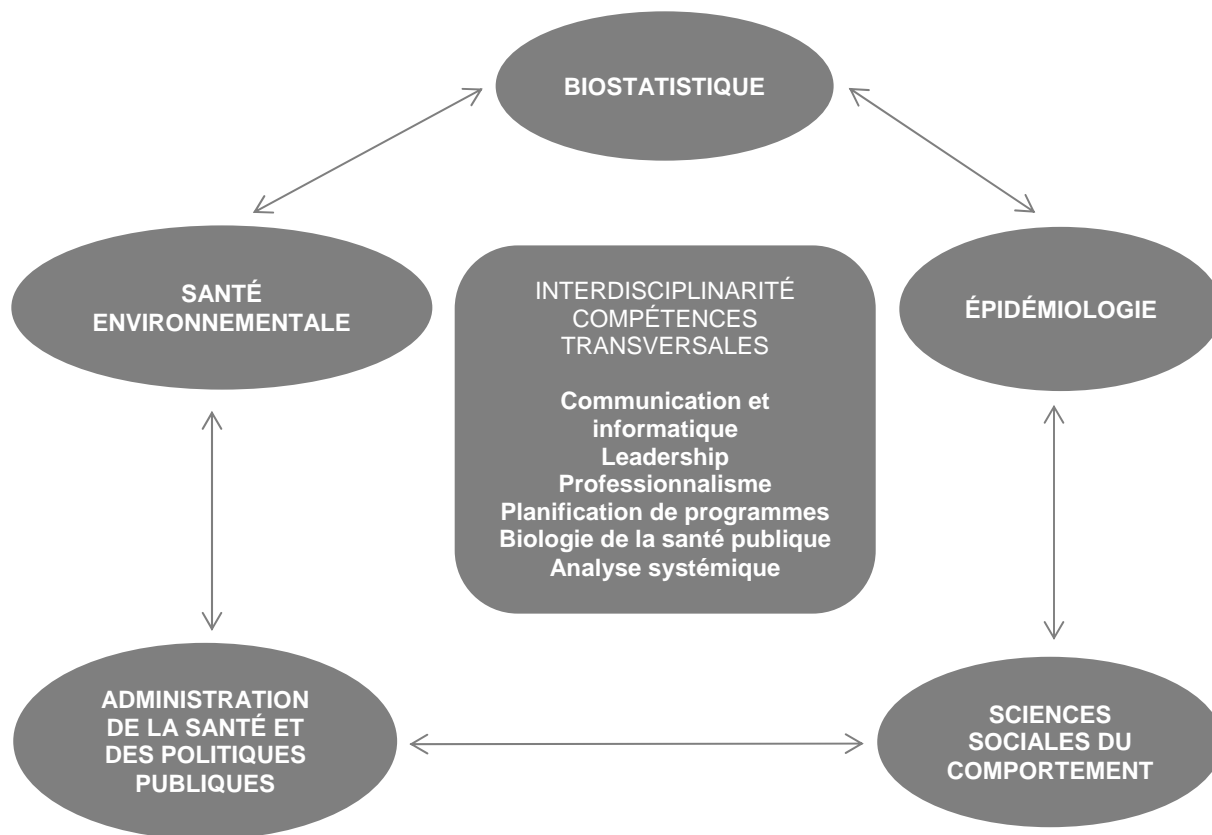 BIOSTATISTIQUE
SANTÉ
ENVIRONNEMENTALE
INTERDISCIPLINARITÉ
COMPÉTENCES
TRANSVERSALES
Communication et
informatique
Leadership
Professionnalisme
Planification de programmes
Biologie de la santé publique
Analyse systémique
ÉPIDÉMIOLOGIE
ADMINISTRATION
DE LA SANTÉ ET
DES POLITIQUES
PUBLIQUES
SCIENCES
SOCIALES DU
COMPORTEMENT